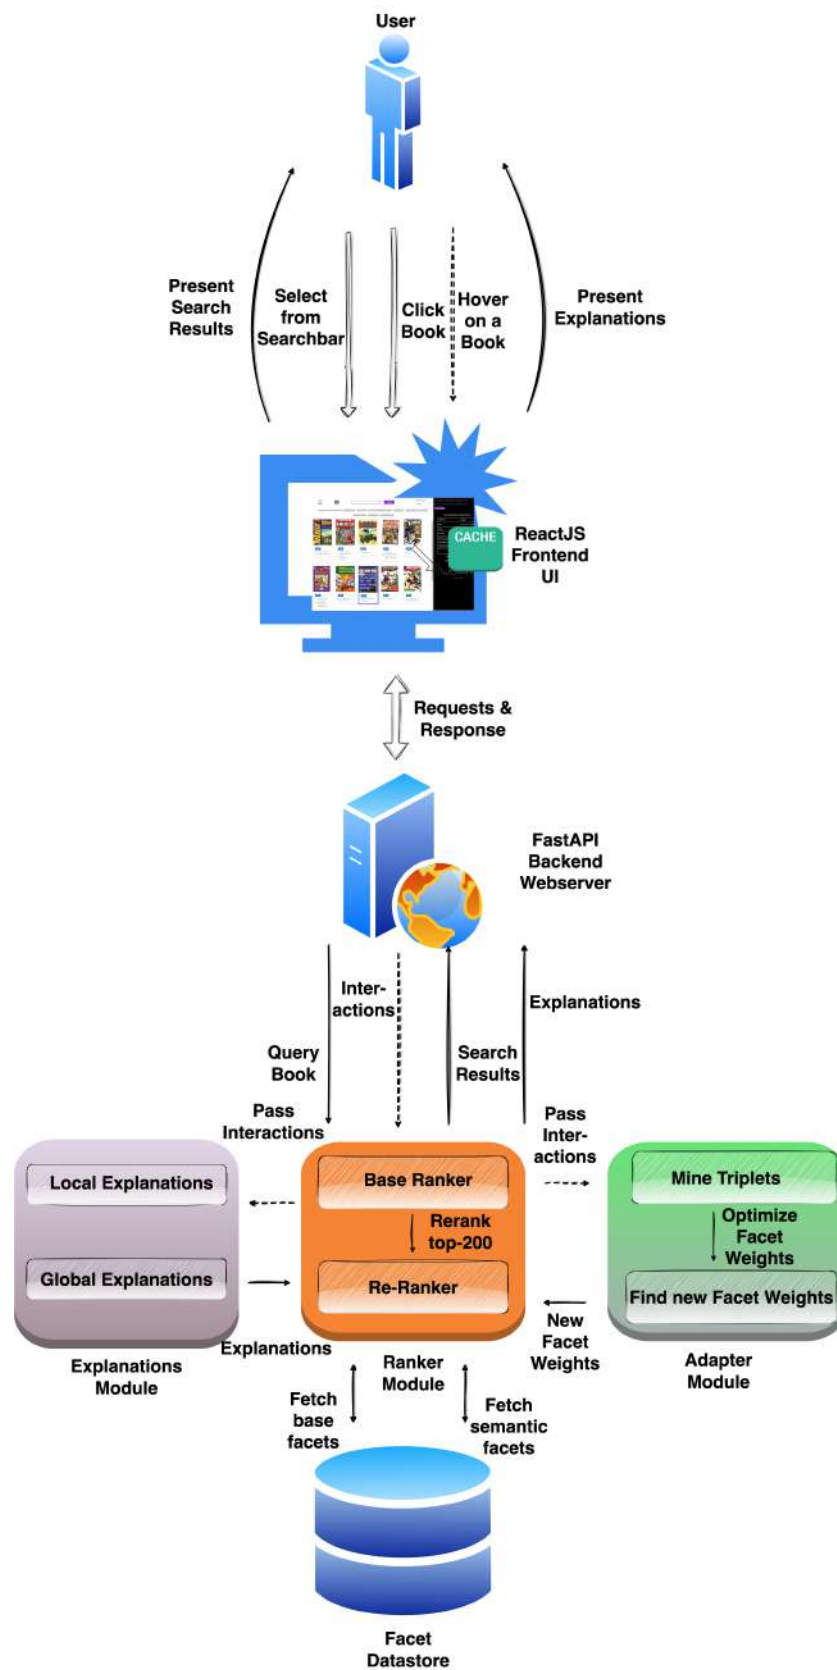 User
Present
Search
Results
Select
from
Searchbar
Click
Book
Hover
on a
Book
Present
Explanations
CACHE
ReactJS
Frontend
UI
Requests &
Response
FastAPI
Backend
Webserver
Inter-
actions
Explanations
Query
Book
Search
Results
Pass
Interactions
Pass
Inter-
actions
Local Explanations
Base Ranker
Mine Triplets
Rerank
top-200
Optimize
Facet
Weights
Global Explanations
Re-Ranker
Find new Facet Weights
Explanations
New
Facet
Weights
Explanations
Module
Ranker
Module
Adapter
Module
Fetch
base
facets
Fetch
semantic
facets
Facet
Datastore